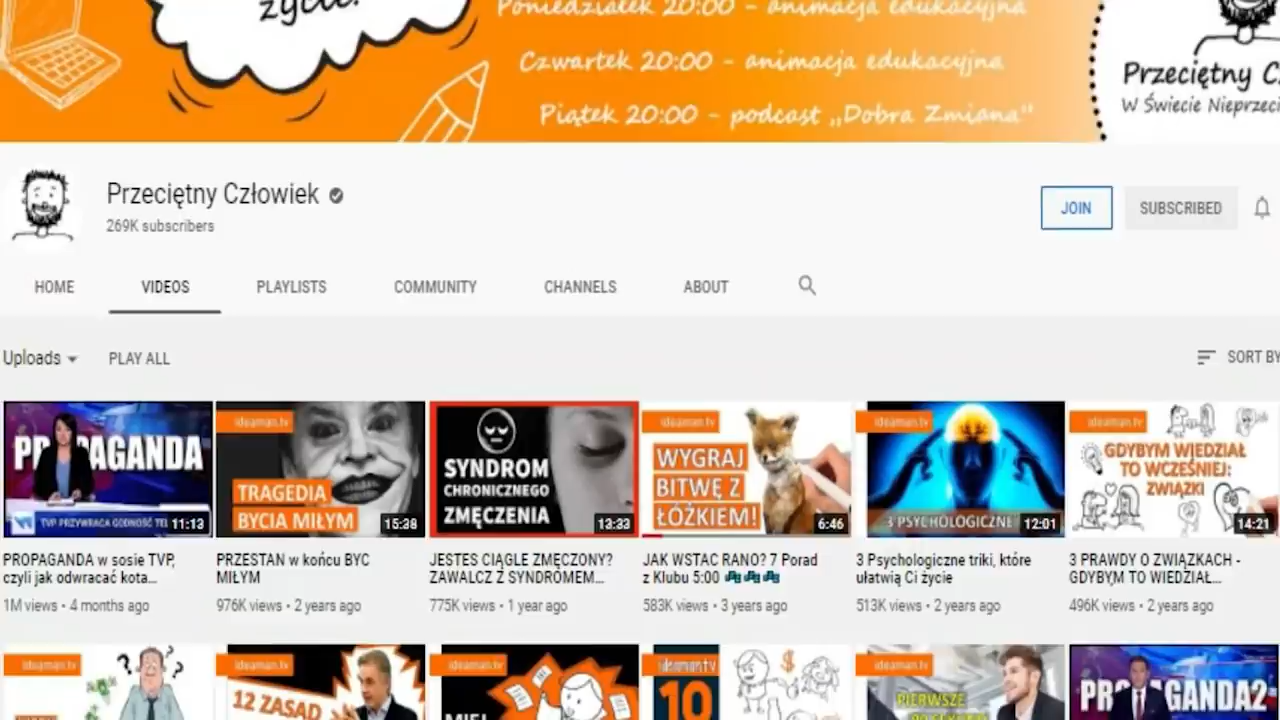 życie!
Poniedziałek 20:00 - animacja edukacyjna
Czwartek 20:00 - animacja edukacyjna
Piątek 20:00 - podcast „Dobra Zmiana"
Przeciętny
W Świecie
Przeciętny Człowiek
269K subscribers
JOIN
SUBSCRIBED
HOME
VIDEOS
PLAYLISTS
COMMUNITY
CHANNELS
ABOUT
Uploads
PLAY ALL
SORT BY
PROPAGANDA
TVP PRZYWRACA GODNOŚĆ
11:13
ideaman.tv
TRAGEDIA
BYCIA MIŁYM
15:38
SYNDROM
CHRONICZNEGO
ZMĘCZENIA
13:33
ideaman.tv
WYGRAJ
BITWĘ Z
ŁÓŻKIEM!
6:46
ideaman.tv
3 PSYCHOLOGICZNE
12:01
ideaman.tv
GDYBYM WIEDZIAŁ
TO WCZEŚNIEJ:
ZWIĄZKI
14:21
PROPAGANDA w sosie TVP,
czyli jak odwracać kota...
1M views • 4 months ago
PRZESTAN w końcu BYC
MIŁYM
976K views • 2 years ago
JESTES CIĄGLE ZMĘCZONY?
ZAWALCZ Z SYNDROMEM...
775K views • 1 year ago
JAK WSTAC RANO? 7 Porad
z Klubu 5:00
583K views • 3 years ago
3 Psychologiczne triki, które
ułatwią Ci życie
513K views • 2 years ago
3 PRAWDY O ZWIĄZKACH -
GDYBYM TO WIEDZIAŁ...
496K views • 2 years ago
ideaman.tv
ideaman.tv
12 ZASAD
ideaman.tv
ideaman.tv
10
ideaman.tv
PIERWSZE
PROPAGANDA2